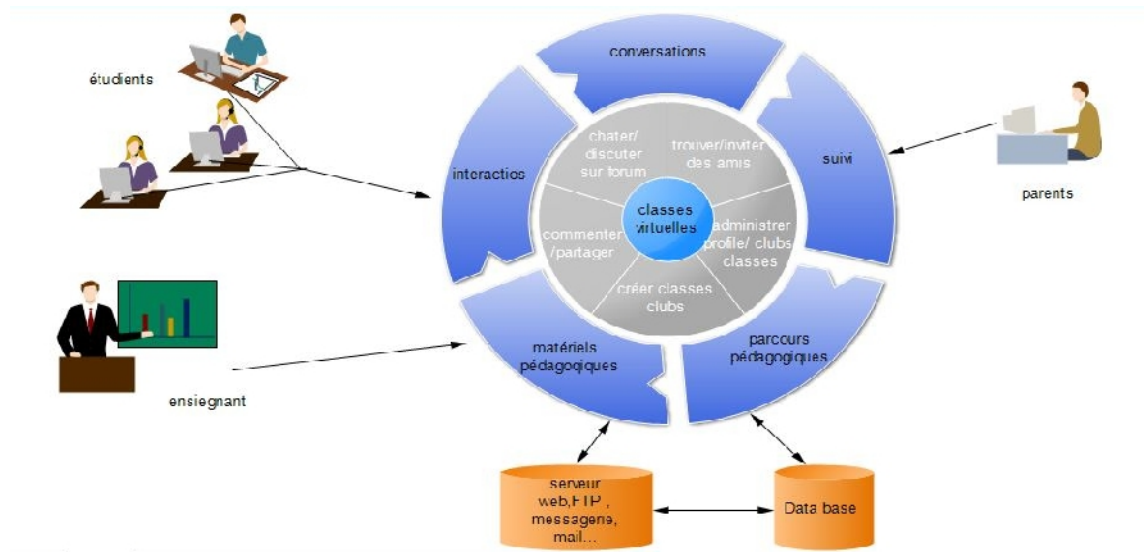 conversations
étudients
chater/
discuter
sur forum
trouver/inviter
des amis
interactios
suivi
parents
classes
virtuelles
commenter
/partager
administrer
profile/ clubs/
classes
créer classes
clubs
matériels
pédagogiques
parcours
pédagogiques
ensiegnant
serveur
web,FTP ,
messagerie,
mail...
Data base